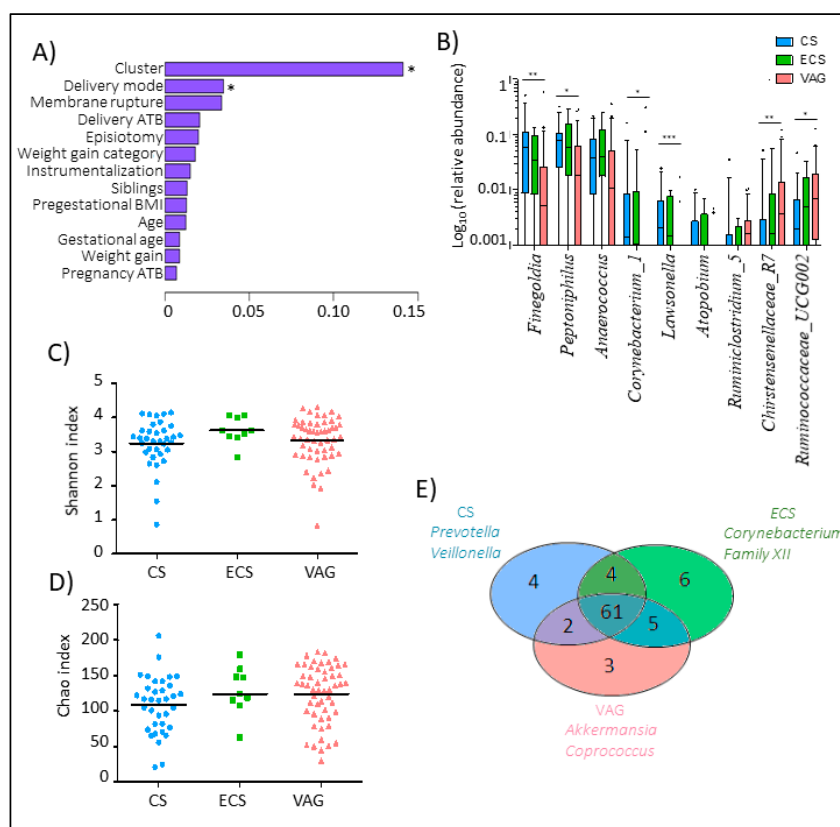 A)
Cluster
*
Delivery mode
*
Membrane rupture
Delivery ATB
Episiotomy
Weight gain category
Instrumentalization
Siblings
Pregestational BMI
Age
Gestational age
Weight gain
Pregnancy ATB
0 0.05 0.10 0.15
B)
CS
ECS
VAG
Log10 (relative abundance)
1
0.1
0.01
0.001
** * * *** ** *
Finegoldia
Peptoniphilus
Anaerococcus
Corynebacterium_1
Lawsonella
Atopobium
Ruminiclostridium_5
Chirstensenellaceae_R7
Ruminococcaceae_UCG002
C)
Shannon index
5
4
3
2
1
0
CS ECS VAG
D)
Chao index
250
200
150
100
50
0
CS ECS VAG
E)
CS
Prevotella
Veillonella
ECS
Corynebacterium
Family XII
4 4 6
61
2 5
3
VAG
Akkermansia
Coprococcus